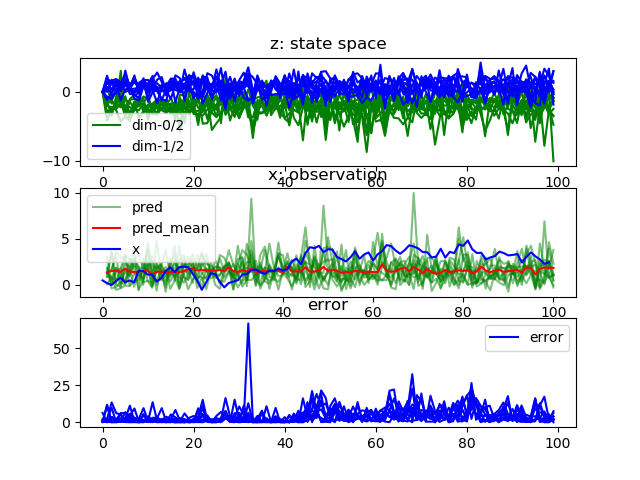 z: state space
0
−10
dim-0/2
dim-1/2
0 20 40 60 80 100
x: observation
10
5
0
pred
pred_mean
x
0 20 40 60 80 100
error
50
25
0
error
0 20 40 60 80 100